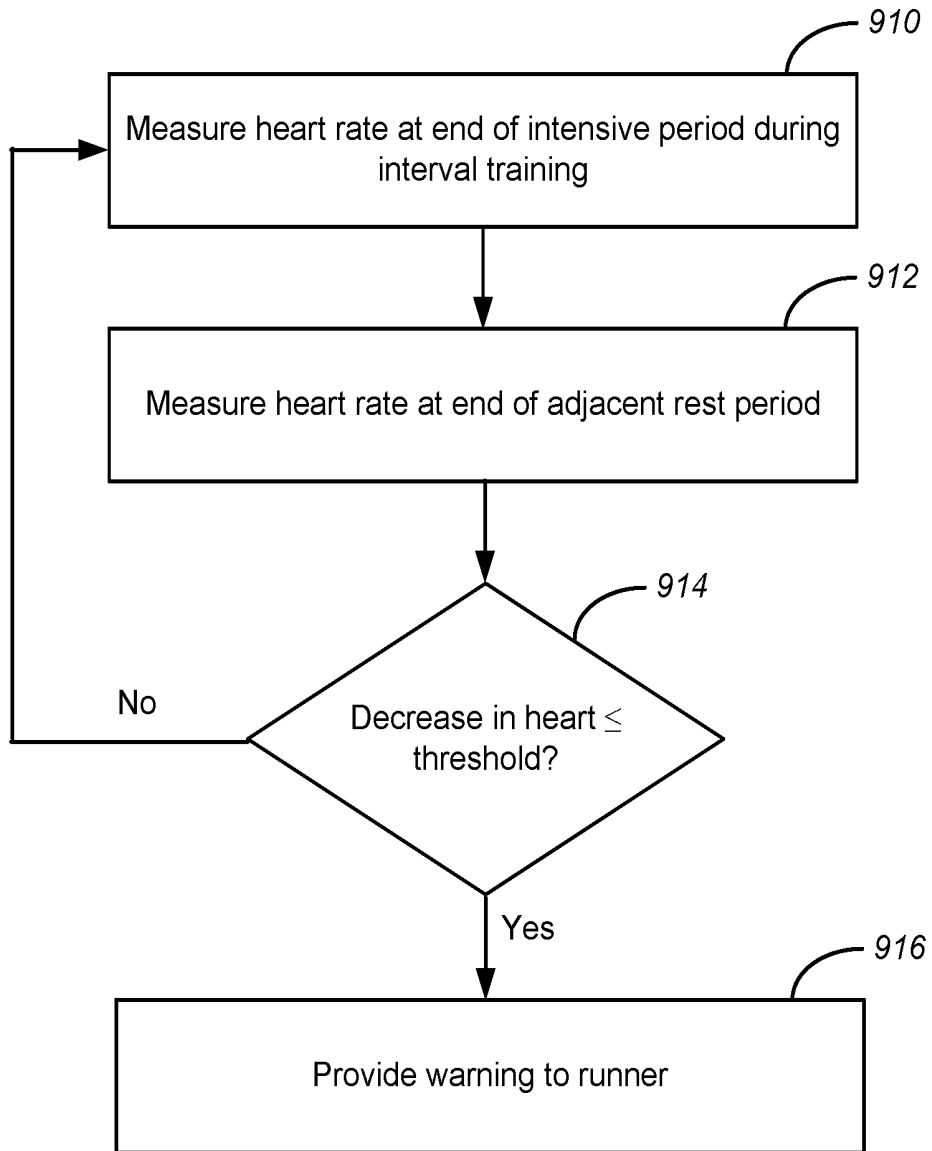 910
Measure heart rate at end of intensive period during
interval training
912
Measure heart rate at end of adjacent rest period
914
No
Decrease in heart ≤
threshold?
Yes
916
Provide warning to runner